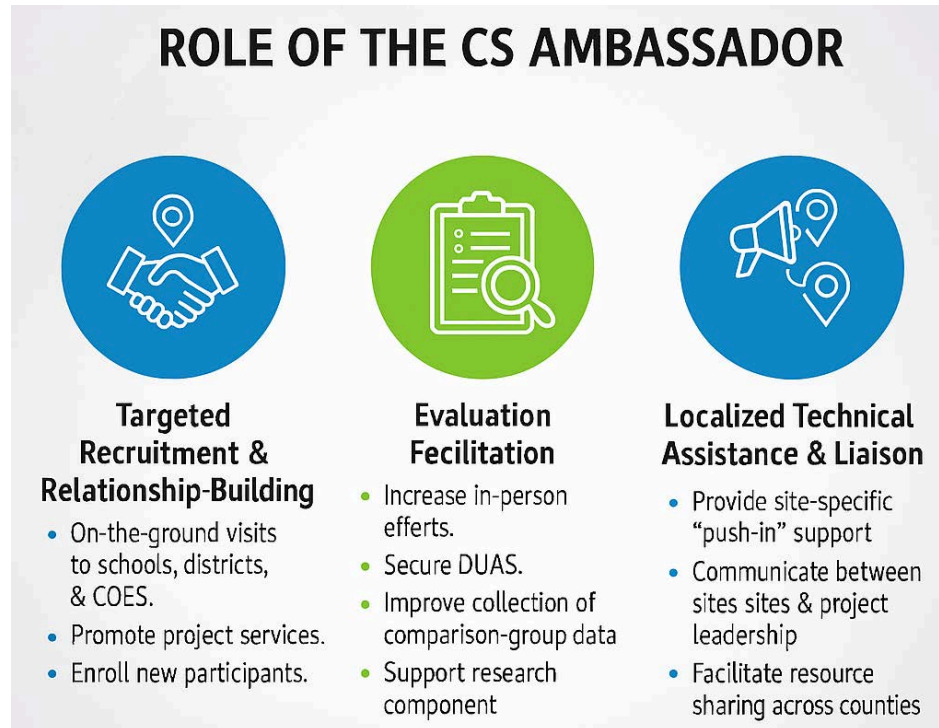 ROLE OF THE CS AMBASSADOR
Targeted
Recruitment &
Relationship-Building
• On-the-ground visits
to schools, districts,
& COES.
• Promote project services.
• Enroll new participants.
Evaluation
Fecilitation
• Increase in-person
efferts.
• Secure DUAS.
• Improve collection of
comparison-group data
• Support research
component
Localized Technical
Assistance & Liaison
• Provide site-specific
“push-in” support
• Communicate between
sites sites & project
leadership
• Facilitate resource
sharing across counties